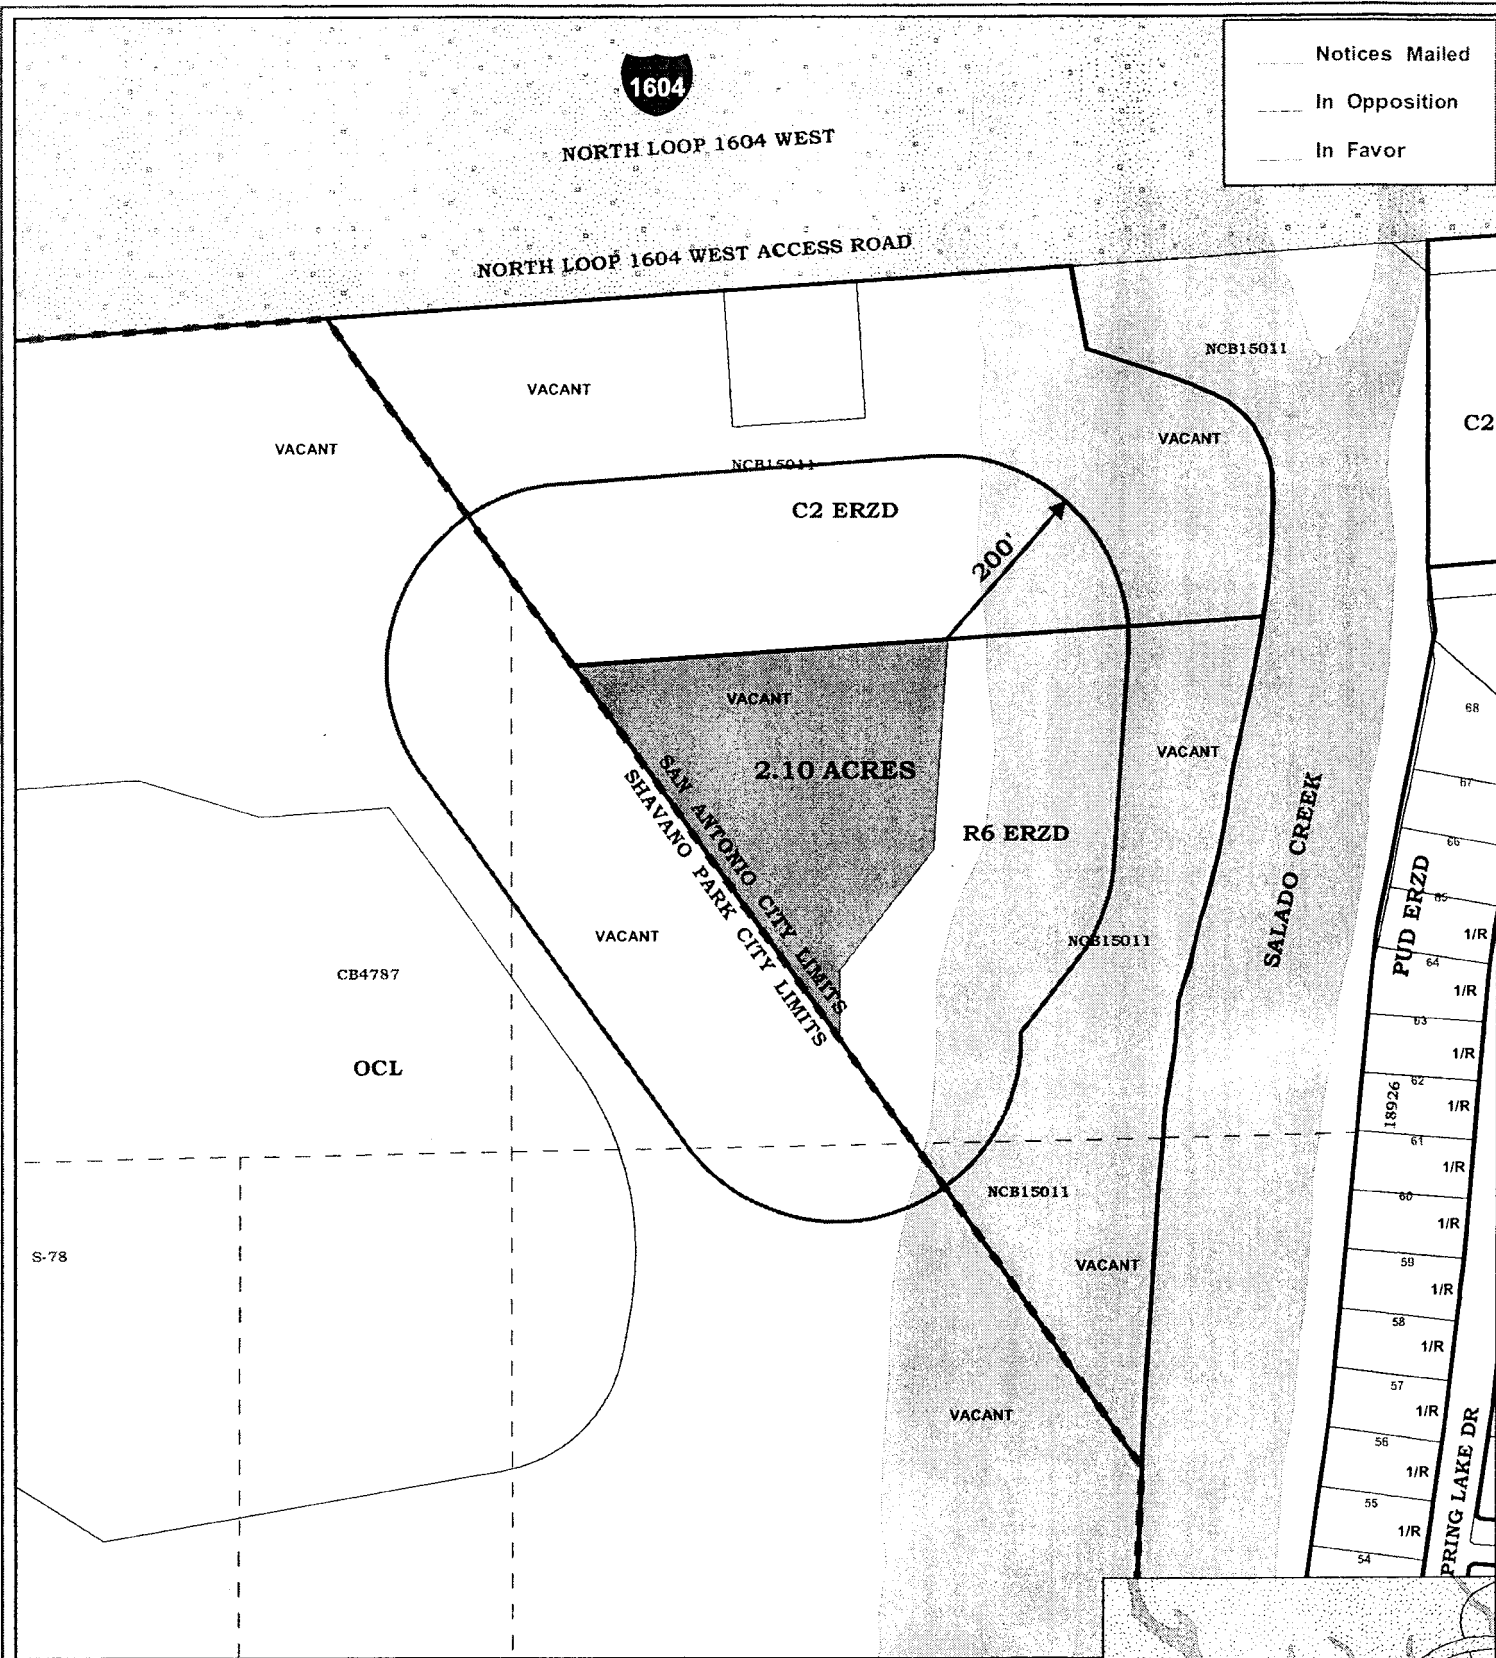 Notices Mailed
In Opposition
In Favor
1604
NORTH LOOP 1604 WEST
NORTH LOOP 1604 WEST ACCESS ROAD
NCB15011
VACANT
VACANT
C2
VACANT
VACANT
NCB15011
C2 ERZD
200'
VACANT
68
VACANT
2.10 ACRES
67
SAN ANTONIO CITY LIMITS
SHAVANO PARK CITY LIMITS
R6 ERZD
SALADO CREEK
PUD ERZD
66
65
1/R
VACANT
NCB15011
64
CB4787
1/R
63
1/R
OCL
62
18926
1/R
61
1/R
NCB15011
60
1/R
S-78
VACANT
59
1/R
58
1/R
57
VACANT
1/R
56
1/R
55
1/R
PRING LAKE DR
54